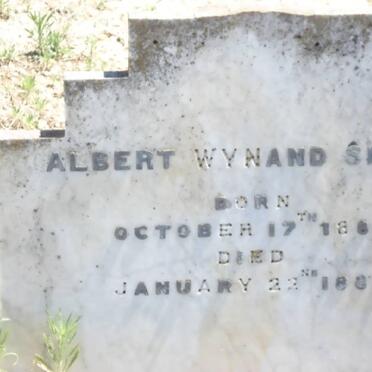 ALBERT WYNAND
BORN
OCTOBER 17TH
DIED
JANUARY 22ND